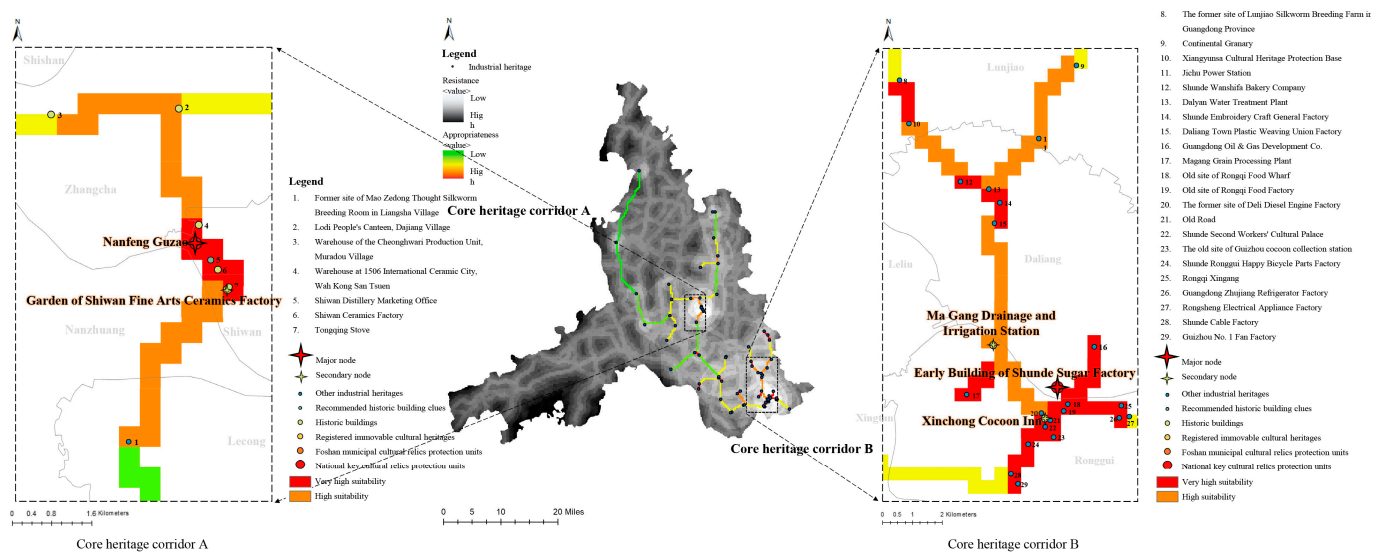 N
Shishan
3
2
Zhangcha
4
Nanfeng Guzao
5
6
7
Garden of Shiwan Fine Arts Ceramics Factory
Nanzhuang
Shiwan
Lecong
1
0 0.8 1.6 Kilometers
Core heritage corridor A
Legend
1. Former site of Mao Zedong Thought Silkworm
Breeding Room in Liangsha Village
2. Lodi People's Canteen, Dajiang Village
3. Warehouse of the Cheonghwari Production Unit,
Muradou Village
4. Warehouse at 1506 International Ceramic City,
Wah Kong San Tsuen
5. Shiwan Distillery Marketing Office
6. Shiwan Ceramics Factory
7. Tongqing Stove
Major node
Secondary node
Other industrial heritages
Recommended historic building clues
Historic buildings
Registered immovable cultural heritages
Foshan municipal cultural relics protection units
National key cultural relics protection units
Very high suitability
High suitability
N
Legend
Industrial heritage
Resistance
<value>
Low
Hig
h
Appropriateness
<value>
Low
Hig
h
Core heritage corridor A
Core heritage corridor B
0 5 10 20 Miles
N
Lunjiao
8
9
10
1
1
12
13
14
15
Leliu
Daliang
Ma Gang Drainage and
Irrigation Station
16
Early Building of Shunde Sugar Factory
17
18
19
20
21
22
23
24
25
26
27
28
29
Xingtan
Xinchong Cocoon Inn
Ronggui
0 0.5 1 2 Kilometers
Core heritage corridor B
8. The former site of Lunjiao Silkworm Breeding Farm in
Guangdong Province
9. Continental Granary
10. Xiangyunsa Cultural Heritage Protection Base
11. Jichu Power Station
12. Shunde Wanshifa Bakery Company
13. Dalyan Water Treatment Plant
14. Shunde Embroidery Craft General Factory
15. Daliang Town Plastic Weaving Union Factory
16. Guangdong Oil & Gas Development Co.
17. Magang Grain Processing Plant
18. Old site of Rongqi Food Wharf
19. Old site of Rongqi Food Factory
20. The former site of Deli Diesel Engine Factory
21. Old Road
22. Shunde Second Workers' Cultural Palace
23. The old site of Guizhou cocoon collection station
24. Shunde Ronggui Happy Bicycle Parts Factory
25. Rongqi Xingang
26. Guangdong Zhujiang Refrigerator Factory
27. Rongsheng Electrical Appliance Factory
28. Shunde Cable Factory
29. Guizhou No. 1 Fan Factory
Major node
Secondary node
Other industrial heritages
Recommended historic building clues
Historic buildings
Registered immovable cultural heritages
Foshan municipal cultural relics protection units
National key cultural relics protection units
Very high suitability
High suitability